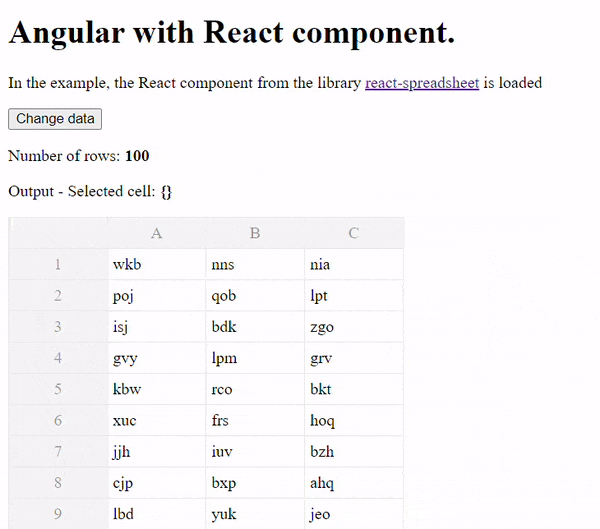 Angular with React component.
In the example, the React component from the library react-spreadsheet is loaded
Change data
Number of rows: 100
Output - Selected cell: {}
A B C
1 wkb nns nia
2 poj qob lpt
3 isj bdk zgo
4 gvy lpm grv
5 kbw rco bkt
6 xuc frs hoq
7 jjh iuv bzh
8 cjp bxp ahq
9 lbd yuk jeo